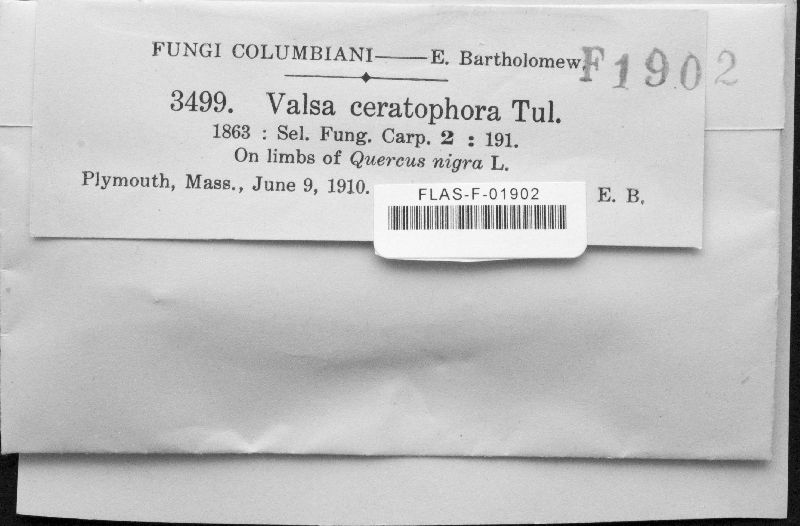 FUNGI COLUMBIANI——E. Bartholomew.
F1902
3499. Valsa ceratophora Tul.
1863 : Sel. Fung. Carp. 2 : 191.
On limbs of Quercus nigra L.
Plymouth, Mass., June 9, 1910.
E. B.
FLAS-F-01902